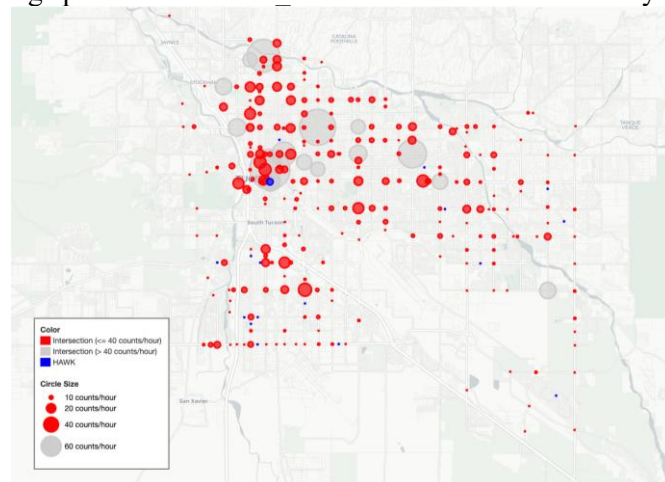 CATALINA
FOOTHILLS
TANQUE
VERDE
South Tucson
Color
Intersection (<= 40 counts/hour)
Intersection (> 40 counts/hour)
HAWK
Circle Size
10 counts/hour
20 counts/hour
40 counts/hour
60 counts/hour
San Xavier